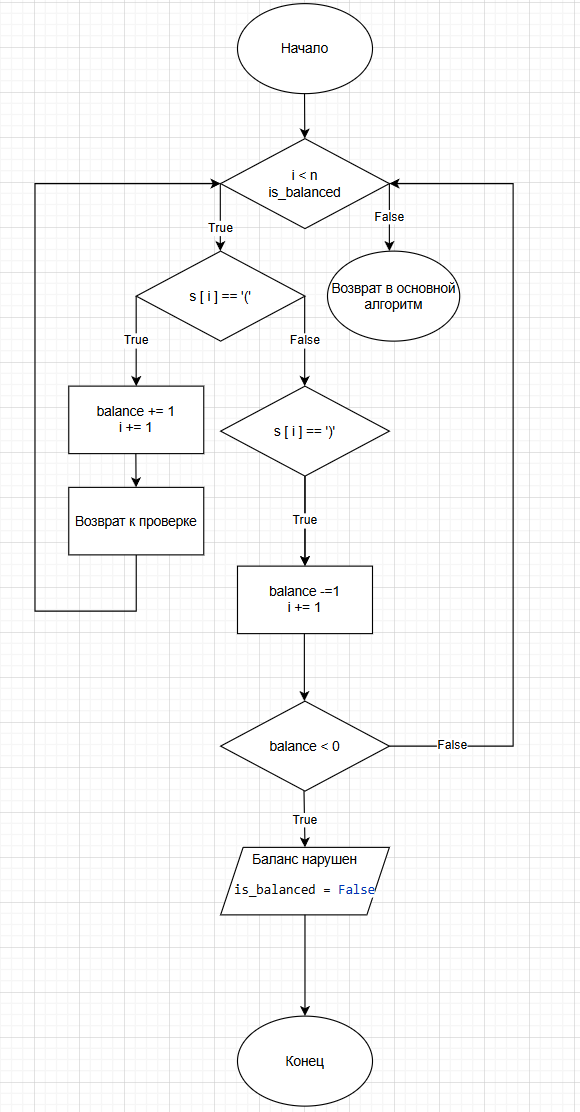 Начало
i < n
is_balanced
True
False
Возврат в основной
алгоритм
s [ i ] == '('
True
False
balance += 1
i += 1
s [ i ] == ')'
Возврат к проверке
True
balance -=1
i += 1
balance < 0
False
True
Баланс нарушен
is_balanced = False
Конец